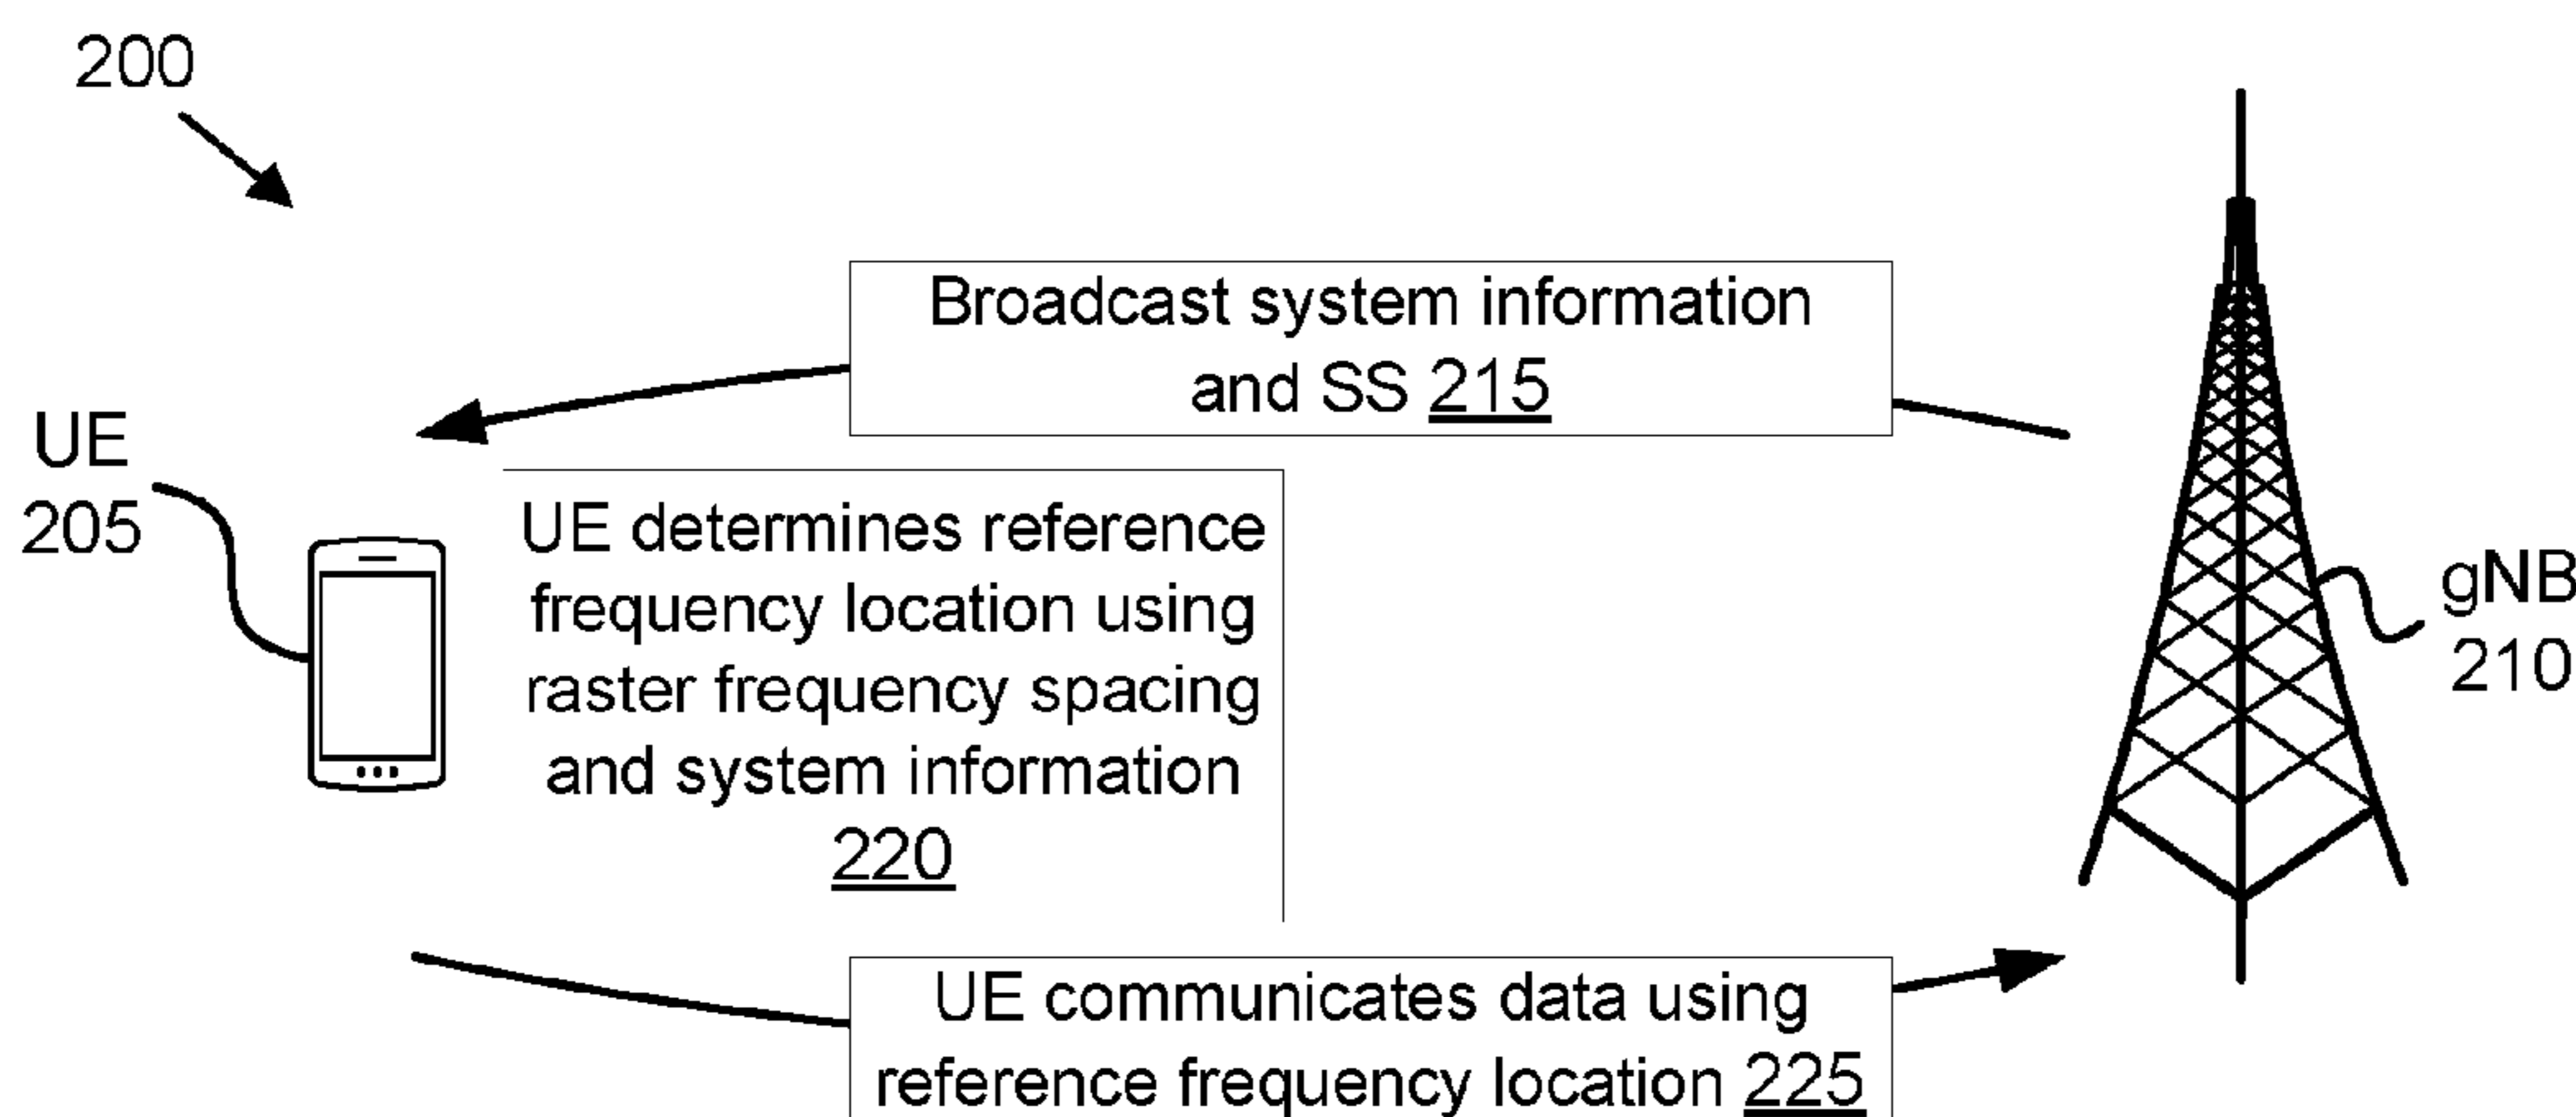 200
Broadcast system information
and SS 215
UE
205
UE determines reference
frequency location using
raster frequency spacing
and system information
220
gNB
210
UE communicates data using
reference frequency location 225